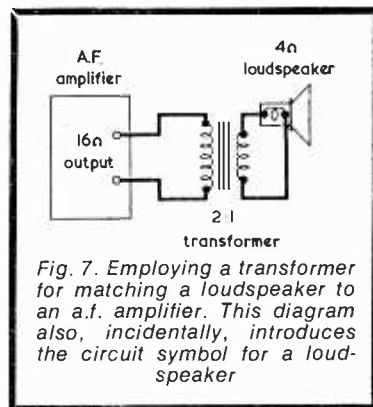 A.F.
amplifier
16Ω
output
4Ω
loudspeaker
2:1
transformer
Fig. 7. Employing a transformer
for matching a loudspeaker to
an a.f. amplifier. This diagram
also, incidentally, introduces
the circuit symbol for a loud-
speaker